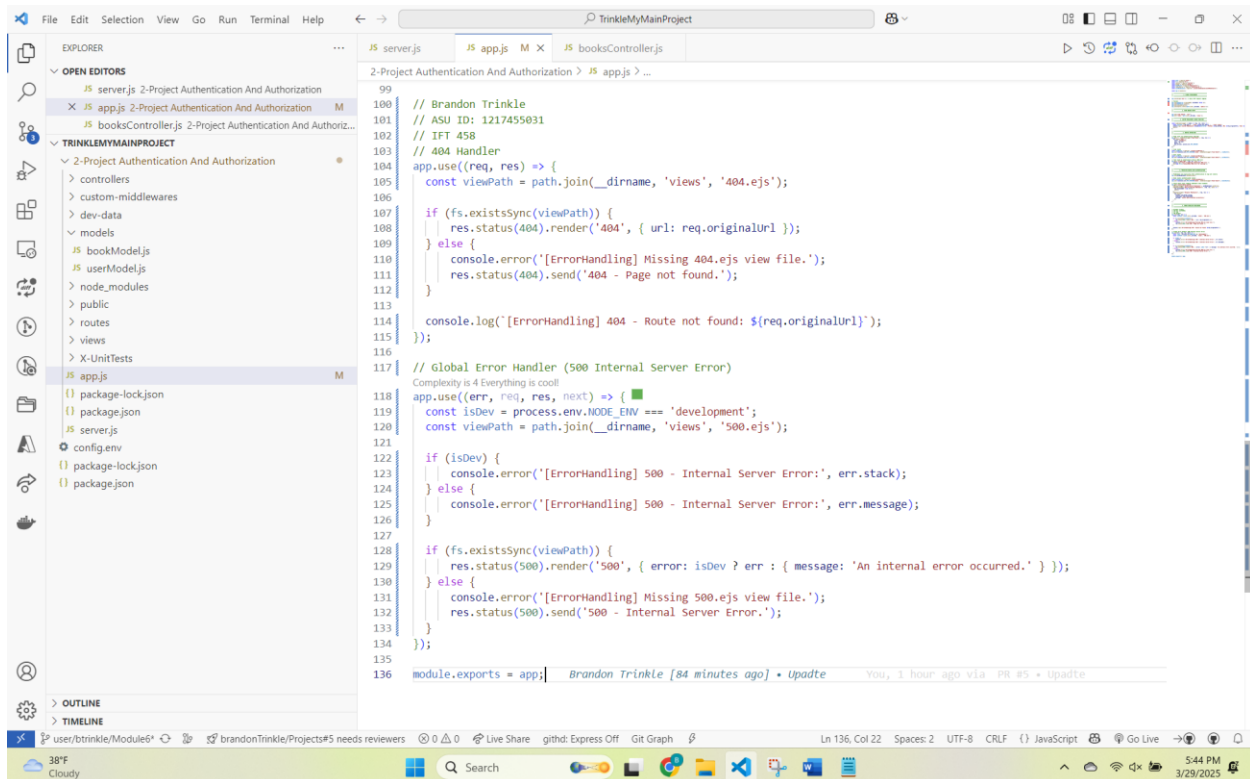 File Edit Selection View Go Run Terminal Help
TrinkleMyMainProject
EXPLORER
OPEN EDITORS
JS server.js 2-Project Authentication And Authorization
JS app.js 2-Project Authentication And Authorization M
JS booksController.js 2-Project Authentication And Authoriz...
TRINKLEMYMAINPROJECT
2-Project Authentication And Authorization
controllers
custom-middlewares
dev-data
models
JS bookModel.js
JS userModel.js
node_modules
public
routes
views
X-UnitTests
JS app.js M
{} package-lock.json
{} package.json
JS server.js
config.env
{} package-lock.json
{} package.json
OUTLINE
TIMELINE
3
JS server.js JS app.js M JS booksController.js
2-Project Authentication And Authorization > JS app.js > ...
99
100 // Brandon Trinkle
101 // ASU ID: 1217455031
102 // IFT 458
103 // 404 Handler
104 app.use((req, res) => {
105 const viewPath = path.join(__dirname, 'views', '404.ejs');
106
107 if (fs.existsSync(viewPath)) {
108 res.status(404).render('404', { url: req.originalUrl });
109 } else {
110 console.error('[ErrorHandling] Missing 404.ejs view file.');
111 res.status(404).send('404 - Page not found.');
112 }
113
114 console.log(`[ErrorHandling] 404 - Route not found: ${req.originalUrl}`);
115 });
116
117 // Global Error Handler (500 Internal Server Error)
Complexity is 4 Everything is cool!
118 app.use((err, req, res, next) => {
119 const isDev = process.env.NODE_ENV === 'development';
120 const viewPath = path.join(__dirname, 'views', '500.ejs');
121
122 if (isDev) {
123 console.error('[ErrorHandling] 500 - Internal Server Error:', err.stack);
124 } else {
125 console.error('[ErrorHandling] 500 - Internal Server Error:', err.message);
126 }
127
128 if (fs.existsSync(viewPath)) {
129 res.status(500).render('500', { error: isDev ? err : { message: 'An internal error occurred.' } });
130 } else {
131 console.error('[ErrorHandling] Missing 500.ejs view file.');
132 res.status(500).send('500 - Internal Server Error.');
133 }
134 });
135
136 module.exports = app; Brandon Trinkle [84 minutes ago] • Upadte You, 1 hour ago via PR #5 • Upadte
user/btrinkle/Module6* brandonTrinkle/Projects#5 needs reviewers 0 0 Live Share githd: Express Off Git Graph Ln 136, Col 22 Spaces: 2 UTF-8 CRLF {} JavaScript Go Live
38°F
Cloudy
Search
5:44 PM
3/29/2025